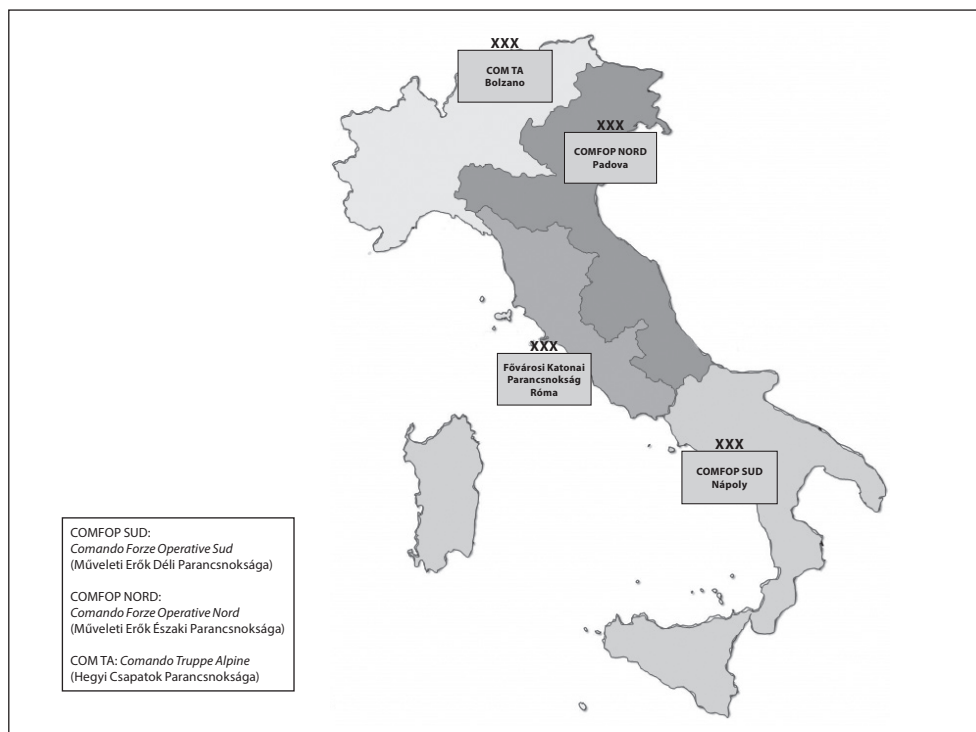 XXX
COM TA
Bolzano
XXX
COMFOP NORD
Padova
XXX
Fővárosi Katonai
Parancsnokság
Róma
XXX
COMFOP SUD
Nápoly
COMFOP SUD:
Comando Forze Operative Sud
(Műveleti Erők Déli Parancsnoksága)
COMFOP NORD:
Comando Forze Operative Nord
(Műveleti Erők Északi Parancsnoksága)
COM TA: Comando Truppe Alpine
(Hegyi Csapatok Parancsnoksága)